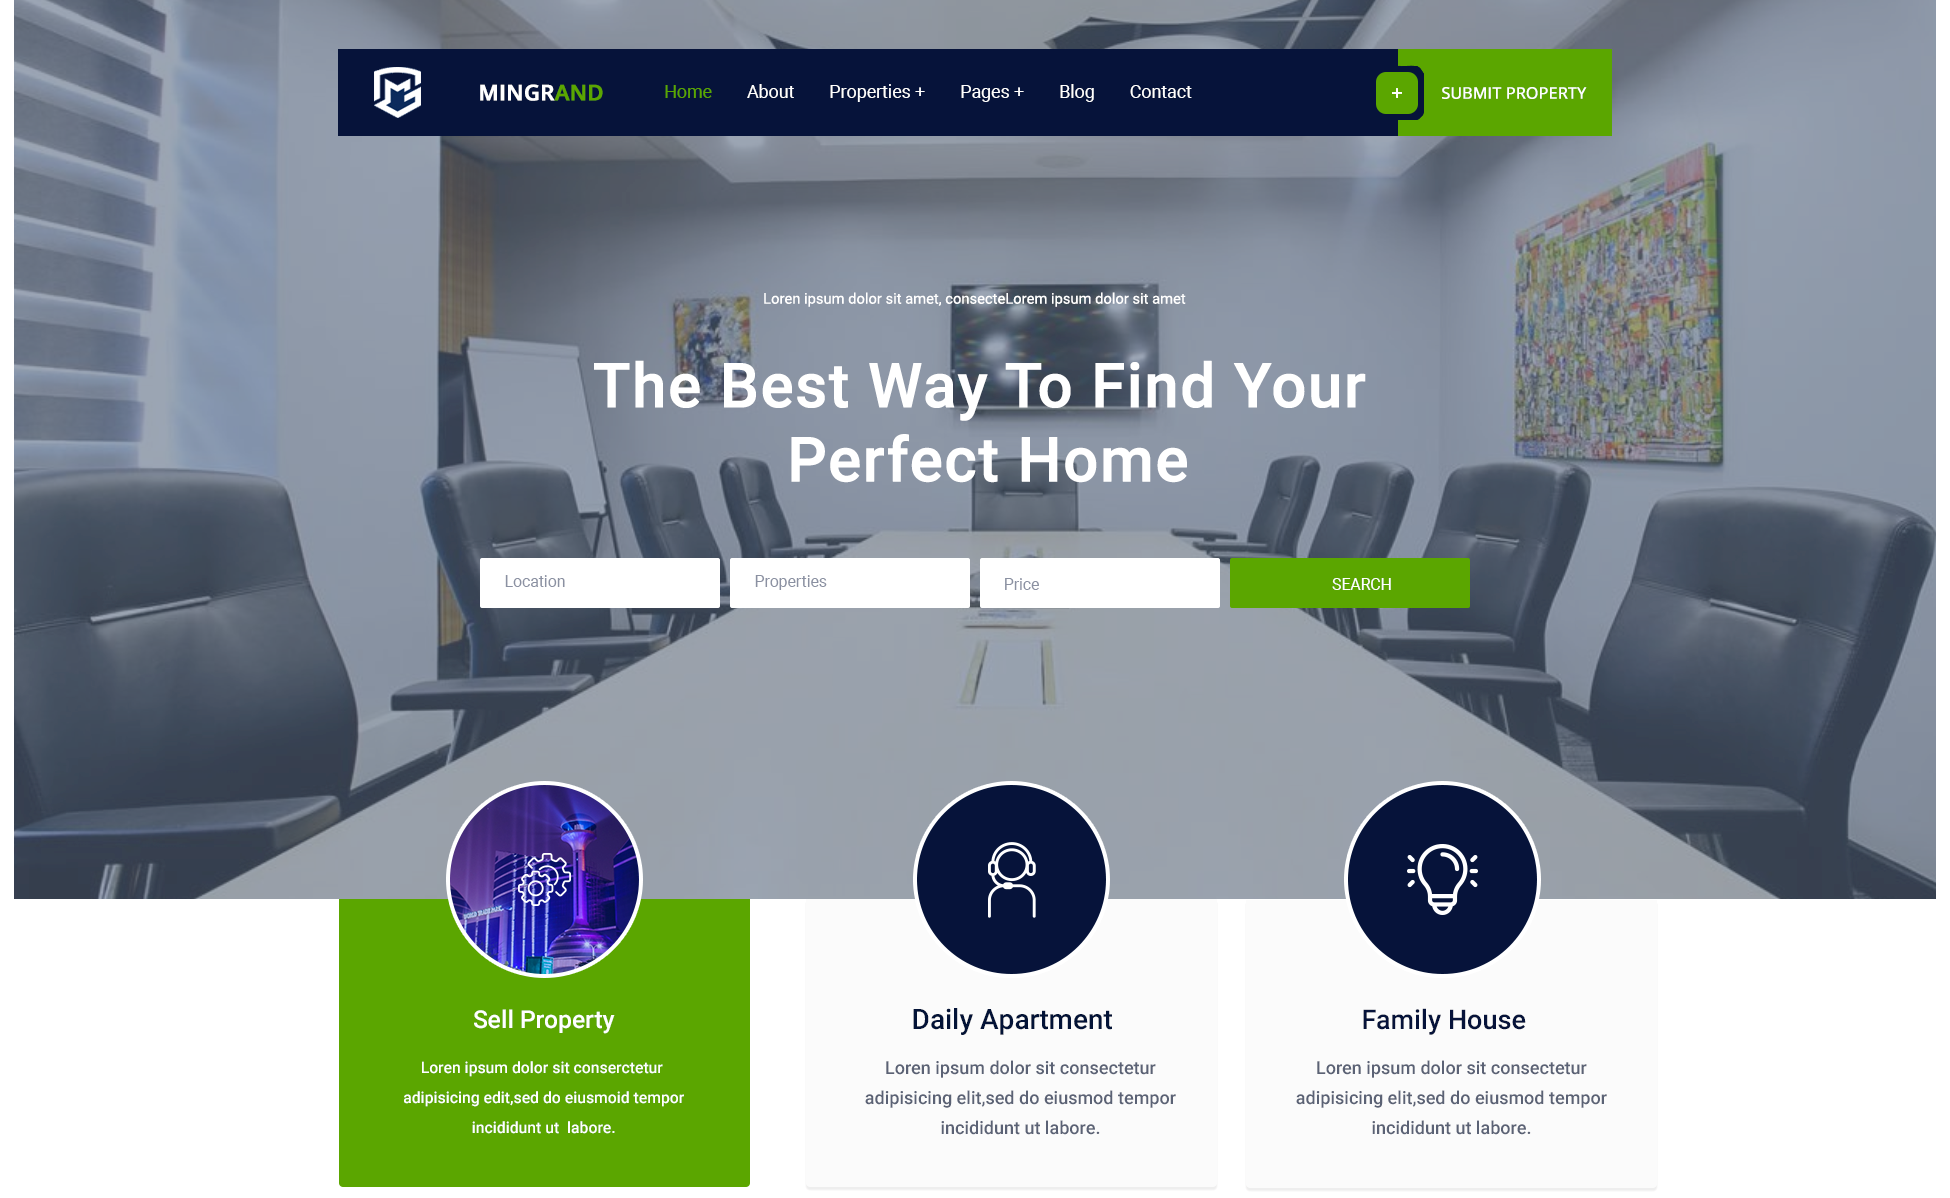 MINGRAND
Home About Properties + Pages + Blog Contact
+ SUBMIT PROPERTY
Loren ipsum dolor sit amet, consecteLorem ipsum dolor sit amet
The Best Way To Find Your
Perfect Home
Location Properties Price SEARCH
Sell Property
Loren ipsum dolor sit conserctetur
adipisicing edit,sed do eiusmoid tempor
incididunt ut labore.
Daily Apartment
Loren ipsum dolor sit consectetur
adipisicing elit,sed do eiusmod tempor
incididunt ut labore.
Family House
Loren ipsum dolor sit consectetur
adipisicing elit,sed do eiusmod tempor
incididunt ut labore.